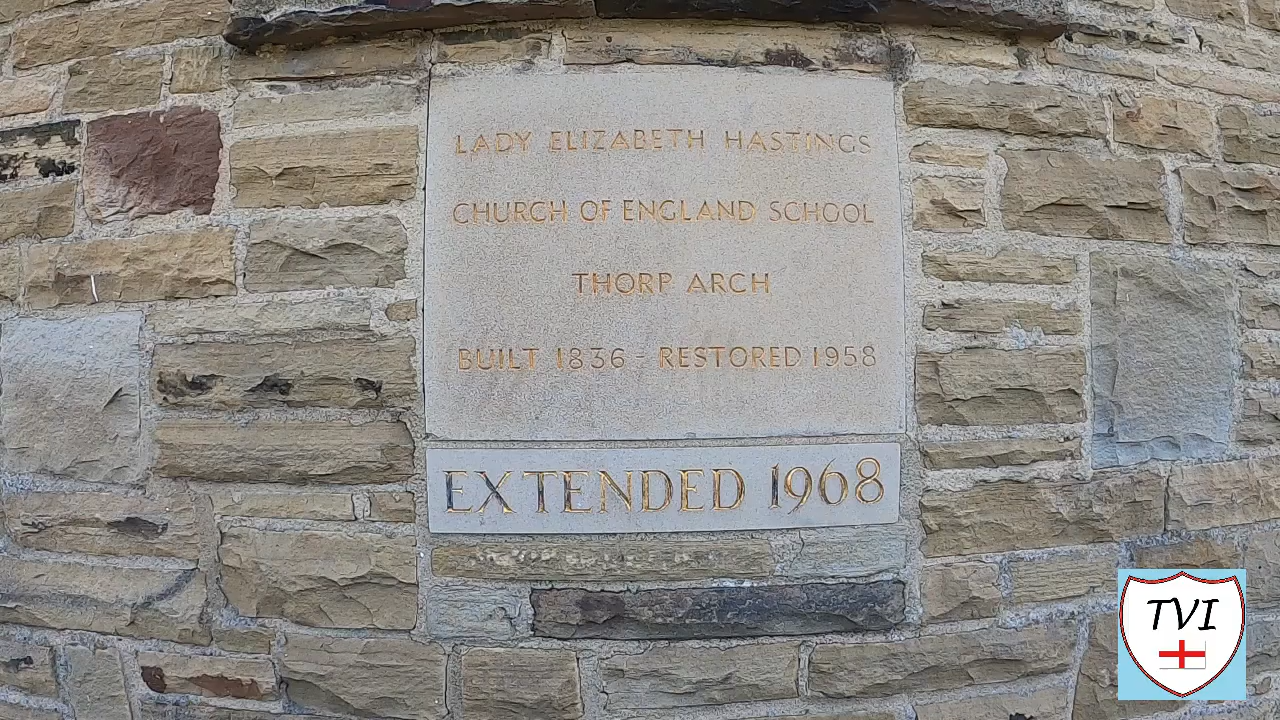 LADY ELIZABETH HASTINGS
CHURCH OF ENGLAND SCHOOL
THORP ARCH
BUILT 1836 - RESTORED 1958
EXTENDED 1968
TVI